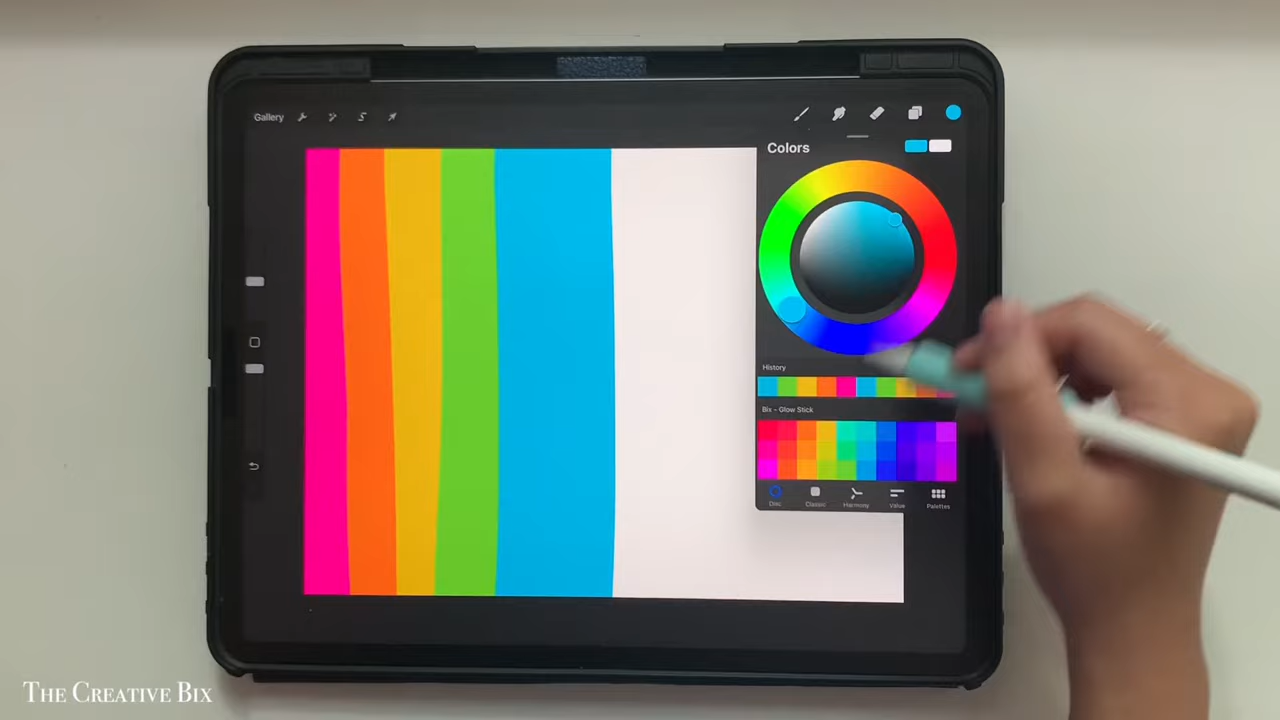 Gallery
Colors
History
Bix - Glow Stick
Disc Classic Harmony Value Palettes
THE CREATIVE BIX